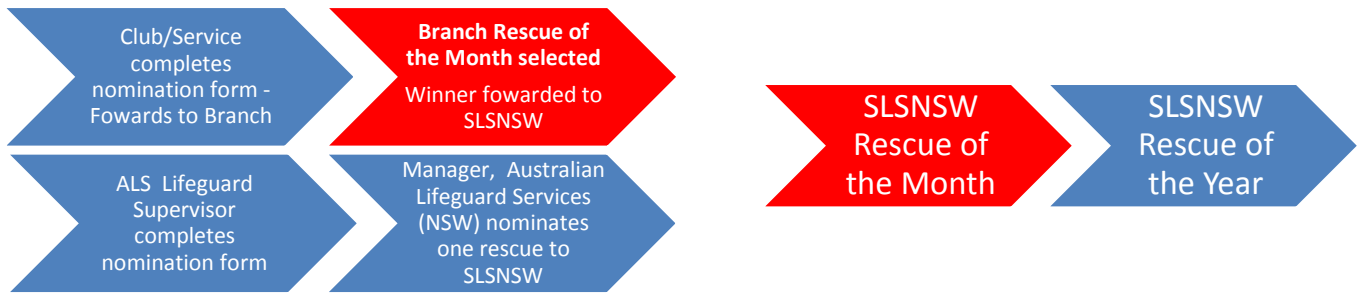 Club/Service
completes
nomination form -
Fowards to Branch
Branch Rescue of
the Month selected
Winner fowarded to
SLSNSW
ALS Lifeguard
Supervisor
completes
nomination form
Manager, Australian
Lifeguard Services
(NSW) nominates
one rescue to
SLSNSW
SLSNSW
Rescue of
the Month
SLSNSW
Rescue of
the Year